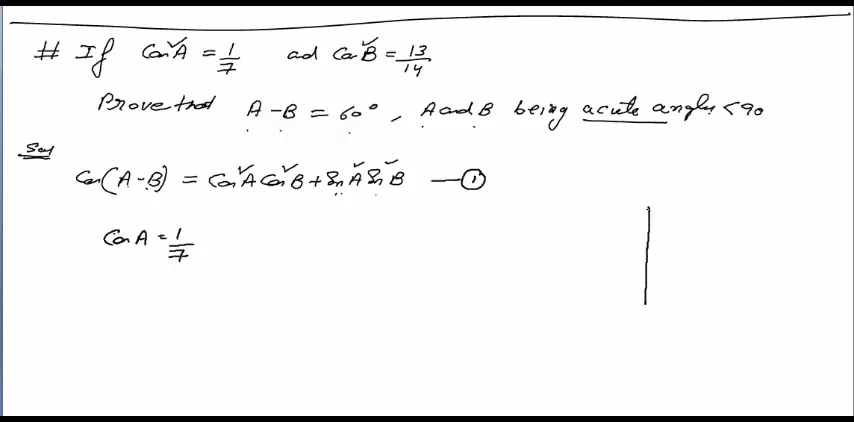 # If Cos A = 1/7 and Cos B = 13/14
Prove that A - B = 60°, A and B being acute angles < 90
Sol
Cos(A - B) = Cos A Cos B + Sin A Sin B — ①
Cos A = 1/7